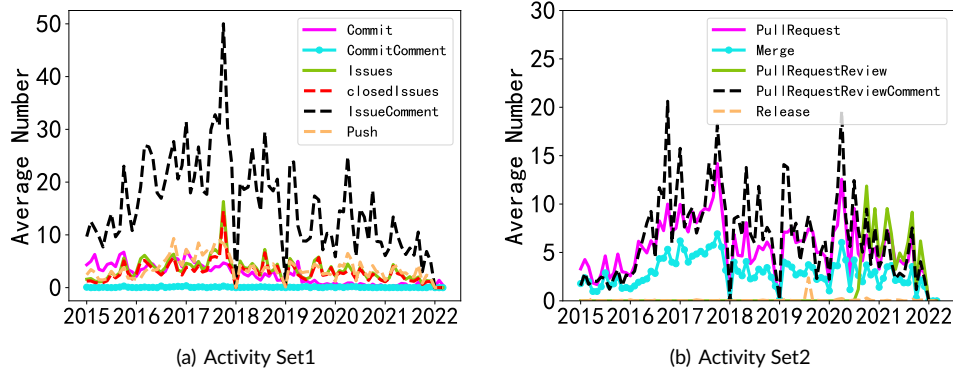 50
40
30
20
10
0
Average Number
Commit
CommitComment
Issues
closedIssues
IssueComment
Push
2015 2016 2017 2018 2019 2020 2021 2022
(a) Activity Set1
30
25
20
15
10
5
0
Average Number
PullRequest
Merge
PullRequestReview
PullRequestReviewComment
Release
2015 2016 2017 2018 2019 2020 2021 2022
(b) Activity Set2